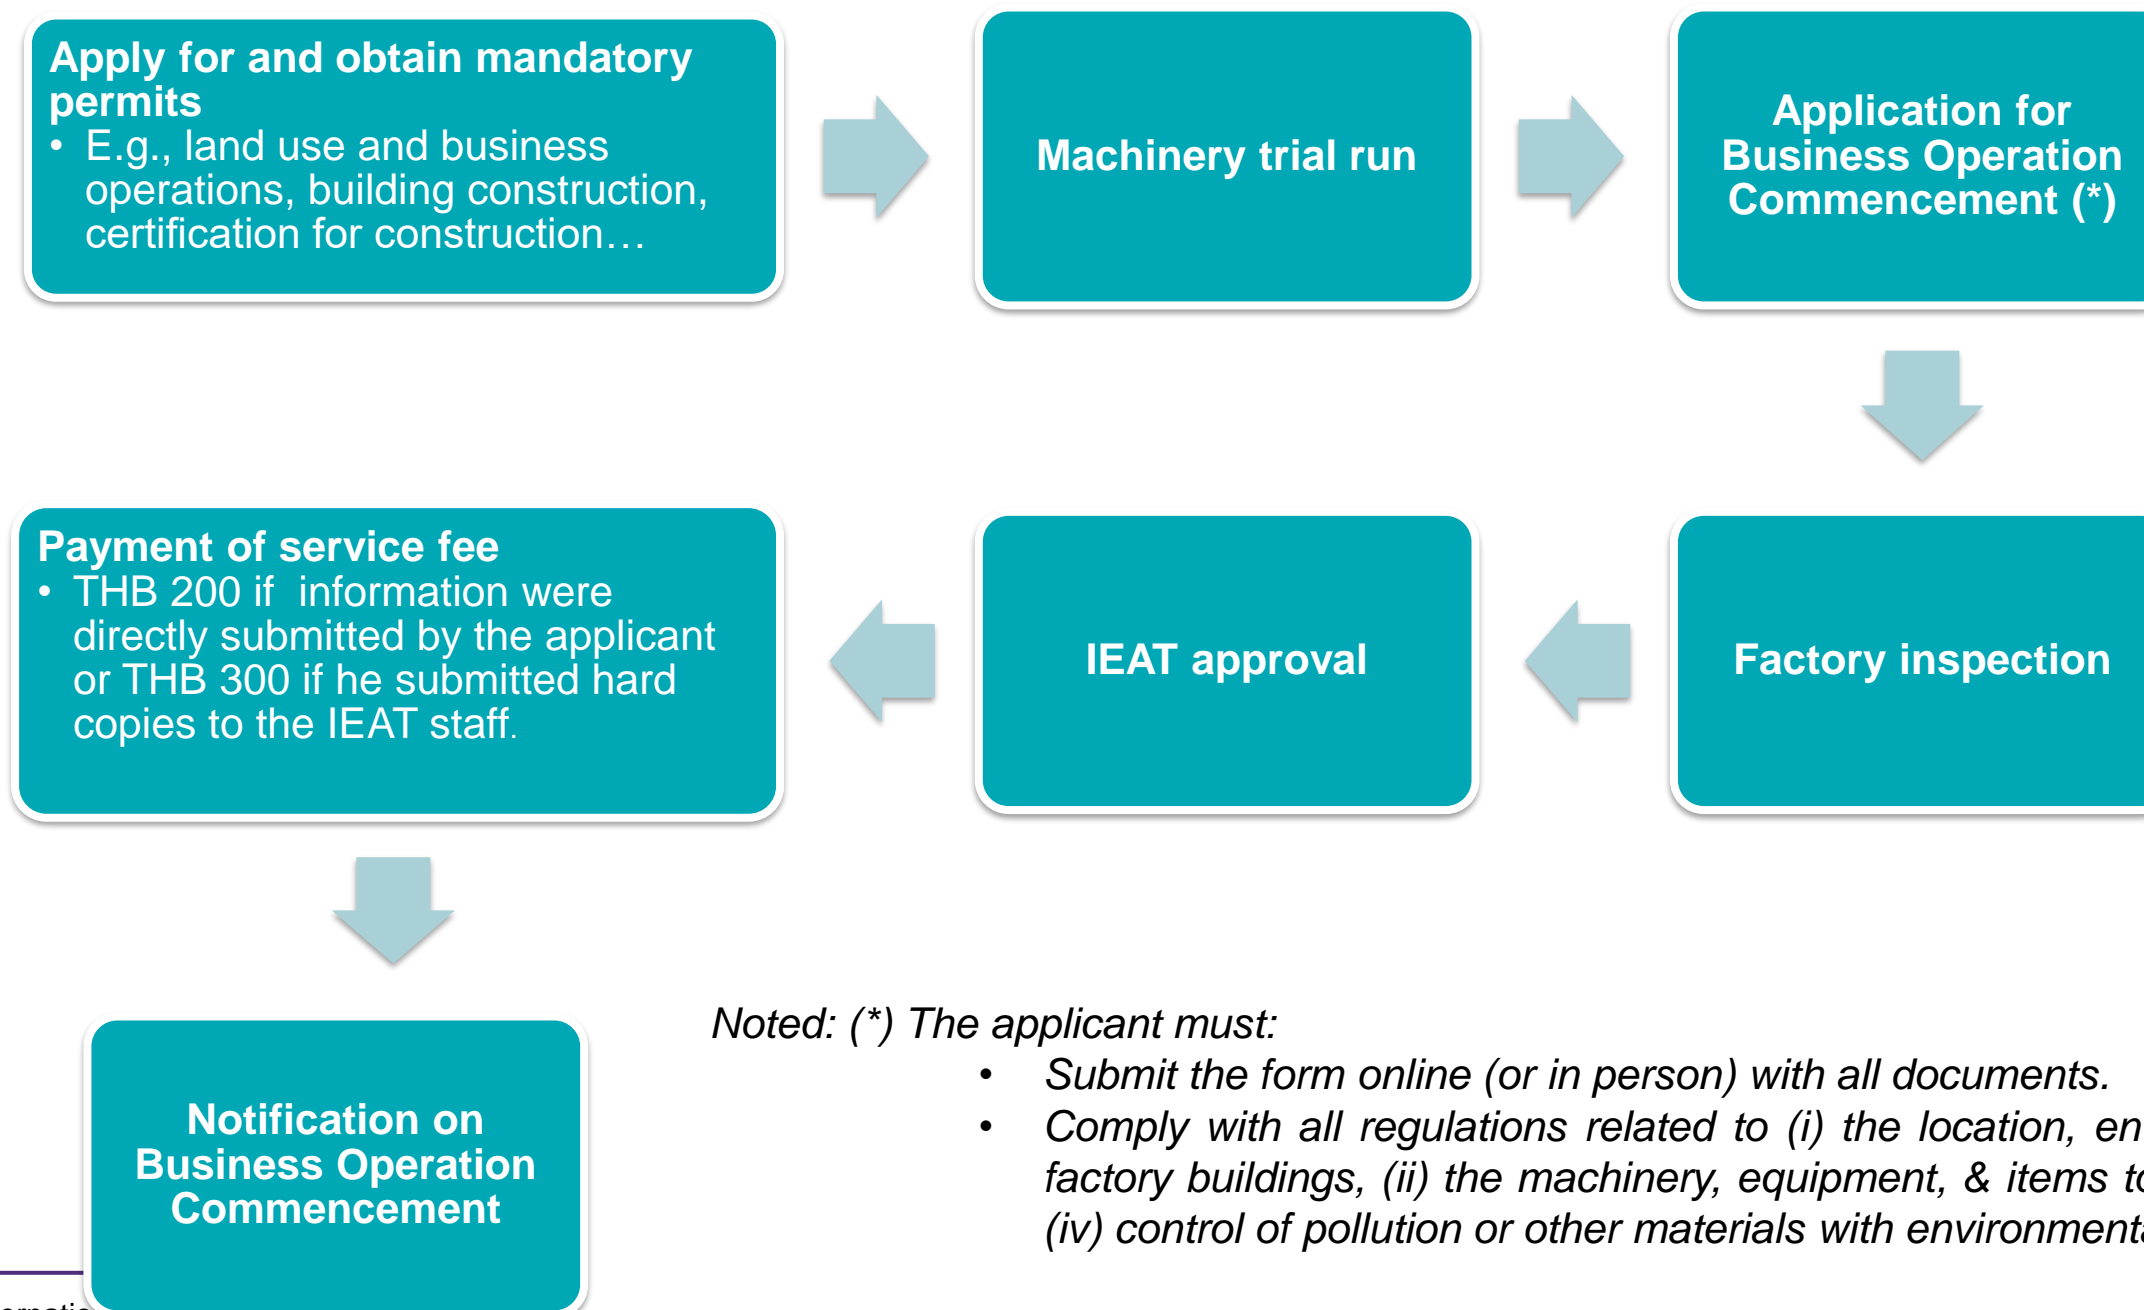 Apply for and obtain mandatory
permits
• E.g., land use and business
operations, building construction,
certification for construction…
Machinery trial run
Application for
Business Operation
Commencement (*)
Factory inspection
IEAT approval
Payment of service fee
• THB 200 if information were
directly submitted by the applicant
or THB 300 if he submitted hard
copies to the IEAT staff.
Notification on
Business Operation
Commencement
Noted: (*) The applicant must:
• Submit the form online (or in person) with all documents.
• Comply with all regulations related to (i) the location,
factory buildings, (ii) the machinery, equipment, & items
(iv) control of pollution or other materials with